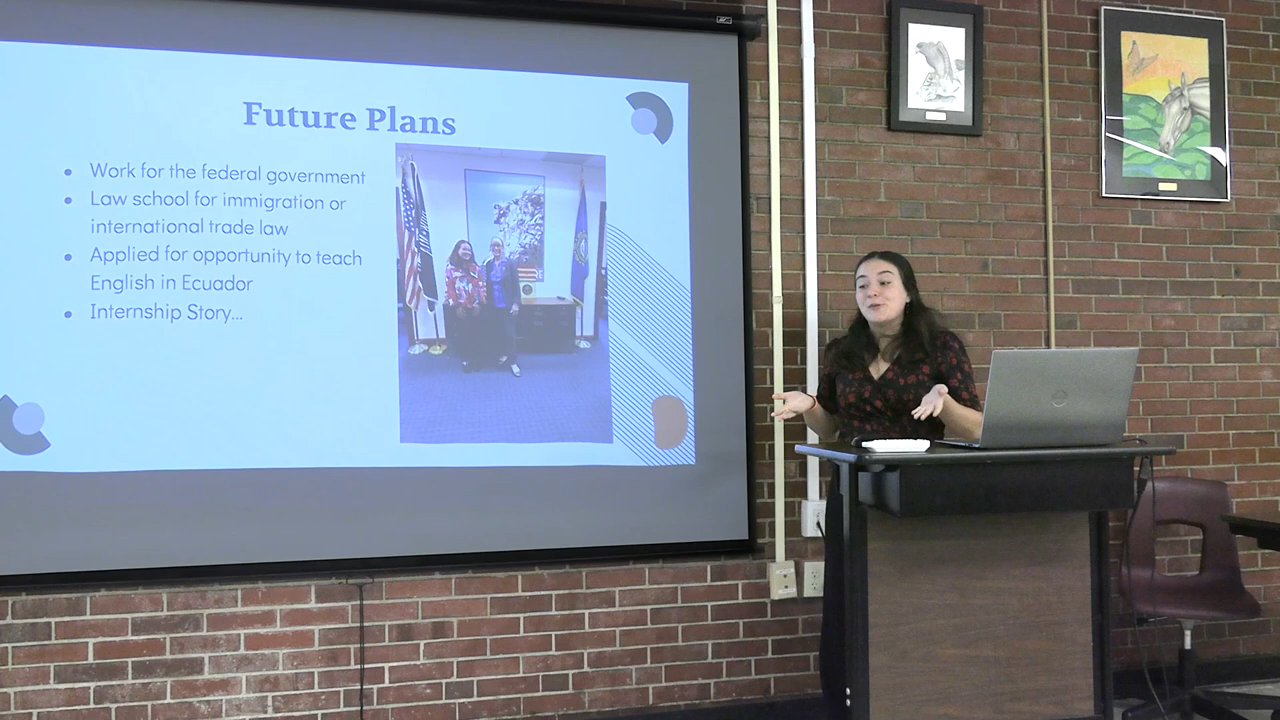 Future Plans
Work for the federal government
Law school for immigration or
international trade law
Applied for opportunity to teach
English in Ecuador
Internship Story...